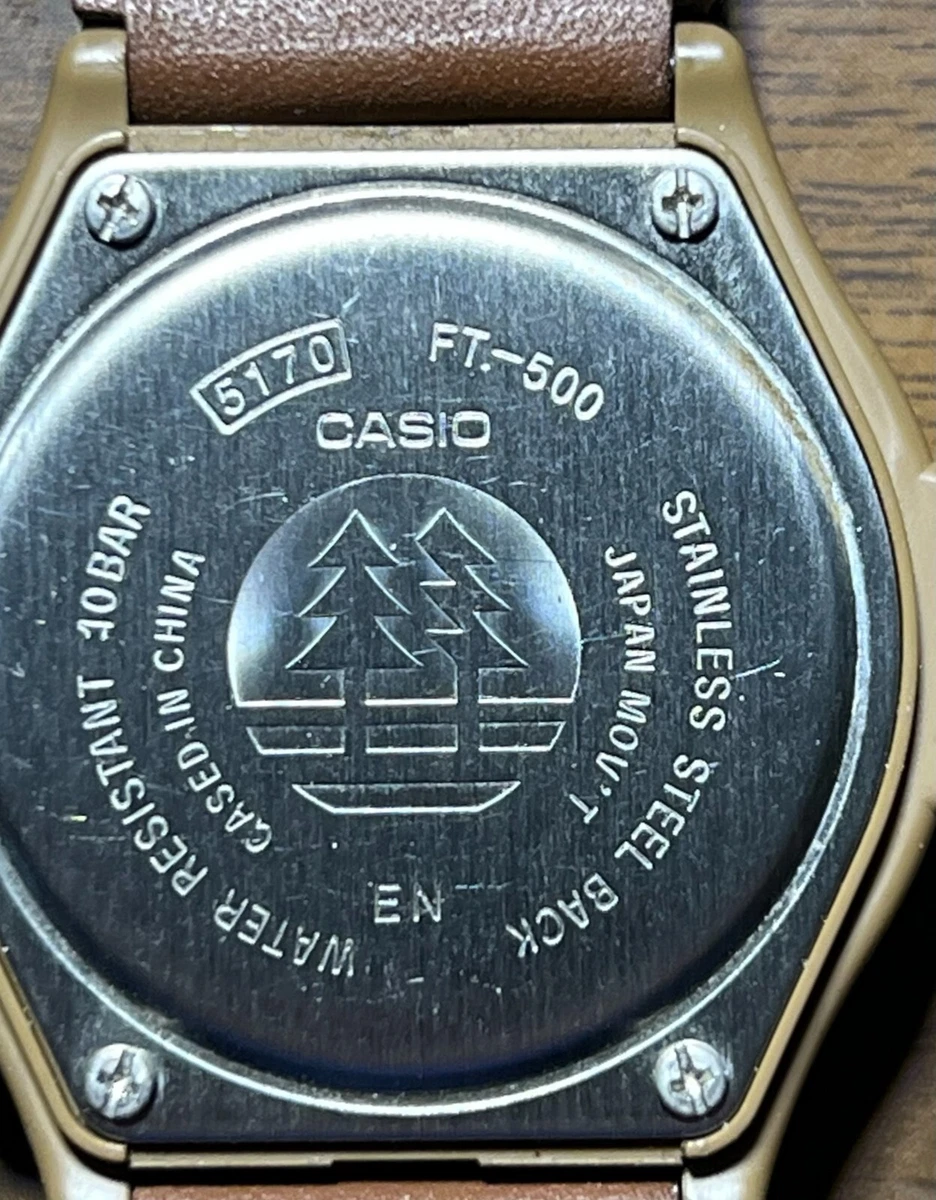 5170
FT.-500
CASIO
WATER RESISTANT 10BAR
CASED IN CHINA
JAPAN MOV'T
STAINLESS STEEL BACK
EN